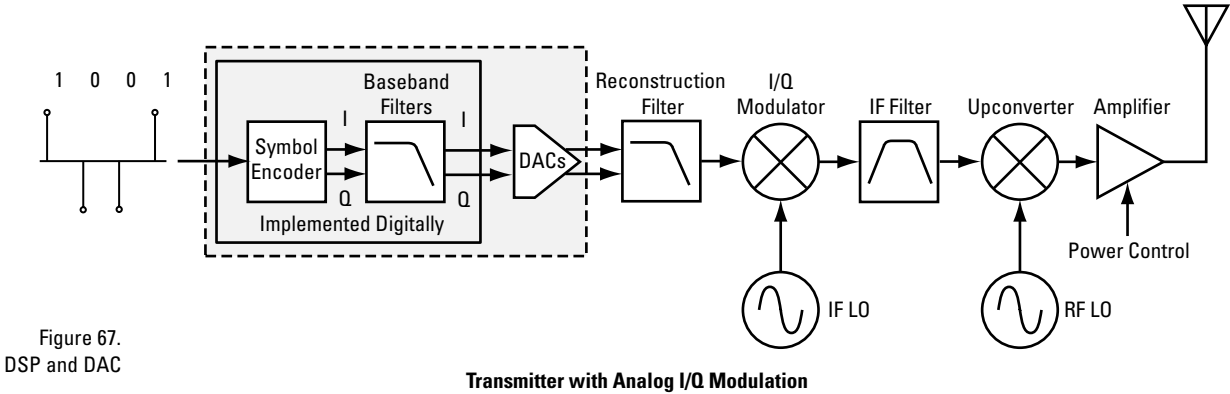 1 0 0 1
Symbol
Encoder
I
Q
Baseband
Filters
I
Q
Implemented Digitally
DACs
Reconstruction
Filter
I/Q
Modulator
IF LO
IF Filter
Upconverter
RF LO
Amplifier
Power Control
Figure 67.
DSP and DAC
Transmitter with Analog I/Q Modulation